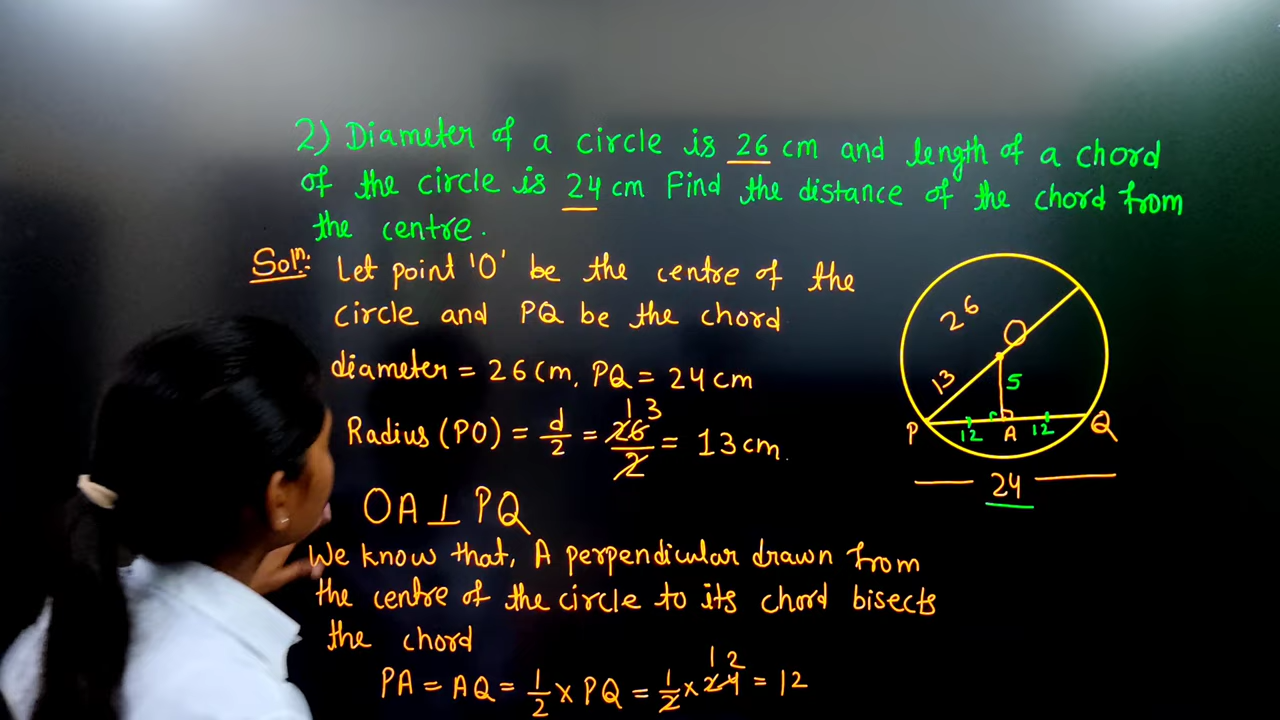 2) Diameter of a circle is 26 cm and length of a chord
of the circle is 24 cm Find the distance of the chord from
the centre.
Solⁿ: Let point 'O' be the centre of the
circle and PQ be the chord
diameter = 26 cm, PQ = 24 cm
Radius (PO) = d/2 = 26/2 = 13 cm.
13
OA ⊥ PQ
We know that, A perpendicular drawn from
the centre of the circle to its chord bisects
the chord
PA = AQ = 1/2 × PQ = 1/2 × 24 = 12
12
26
O
13
5
P 12 A 12 Q
24